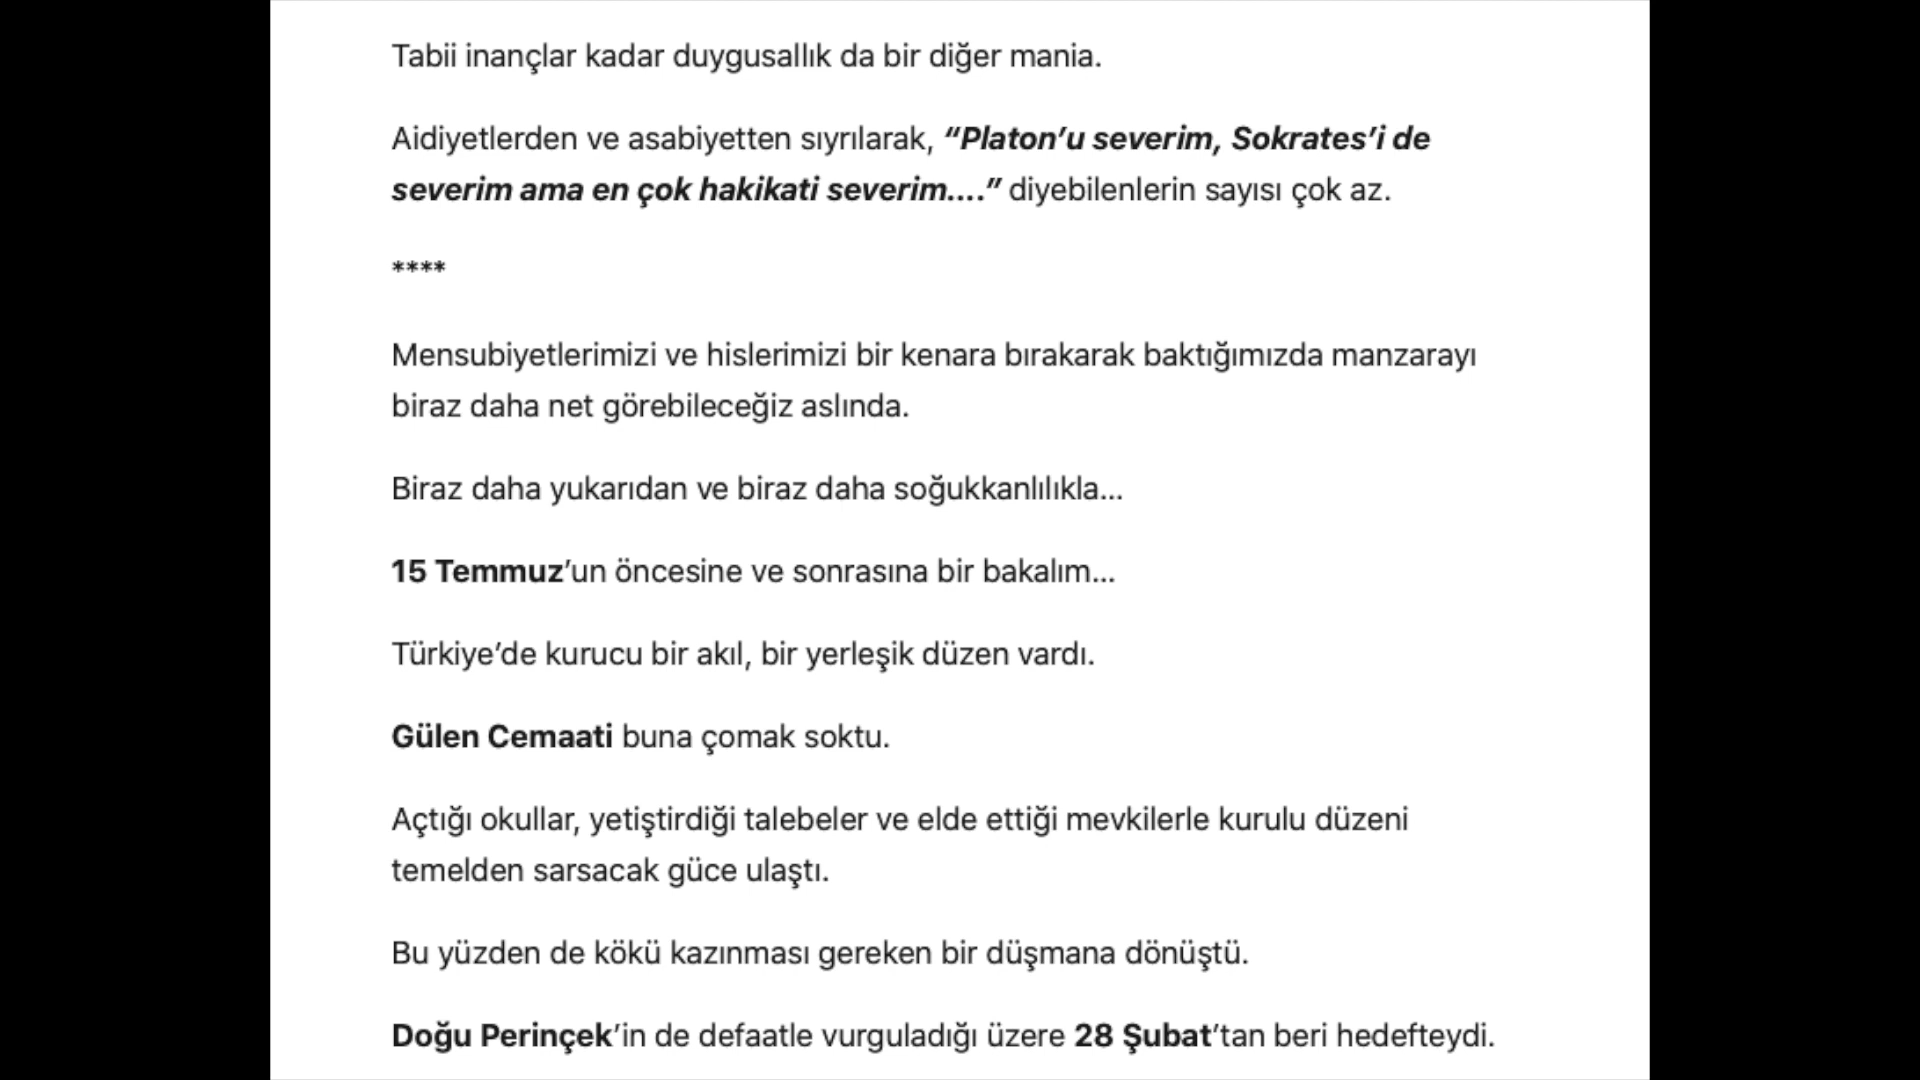 Tabii inançlar kadar duygusallık da bir diğer mania.
Aidiyetlerden ve asabiyetten sıyrılarak, “Platon’u severim, Sokrates’i de
severim ama en çok hakikati severim....” diyebilenlerin sayısı çok az.
****
Mensubiyetlerimizi ve hislerimizi bir kenara bırakarak baktığımızda manzarayı
biraz daha net görebileceğiz aslında.
Biraz daha yukarıdan ve biraz daha soğukkanlılıkla...
15 Temmuz’un öncesine ve sonrasına bir bakalım...
Türkiye’de kurucu bir akıl, bir yerleşik düzen vardı.
Gülen Cemaati buna çomak soktu.
Açtığı okullar, yetiştirdiği talebeler ve elde ettiği mevkilerle kurulu düzeni
temelden sarsacak güce ulaştı.
Bu yüzden de kökü kazınması gereken bir düşmana dönüştü.
Doğu Perinçek’in de defaatle vurguladığı üzere 28 Şubat’tan beri hedefteydi.